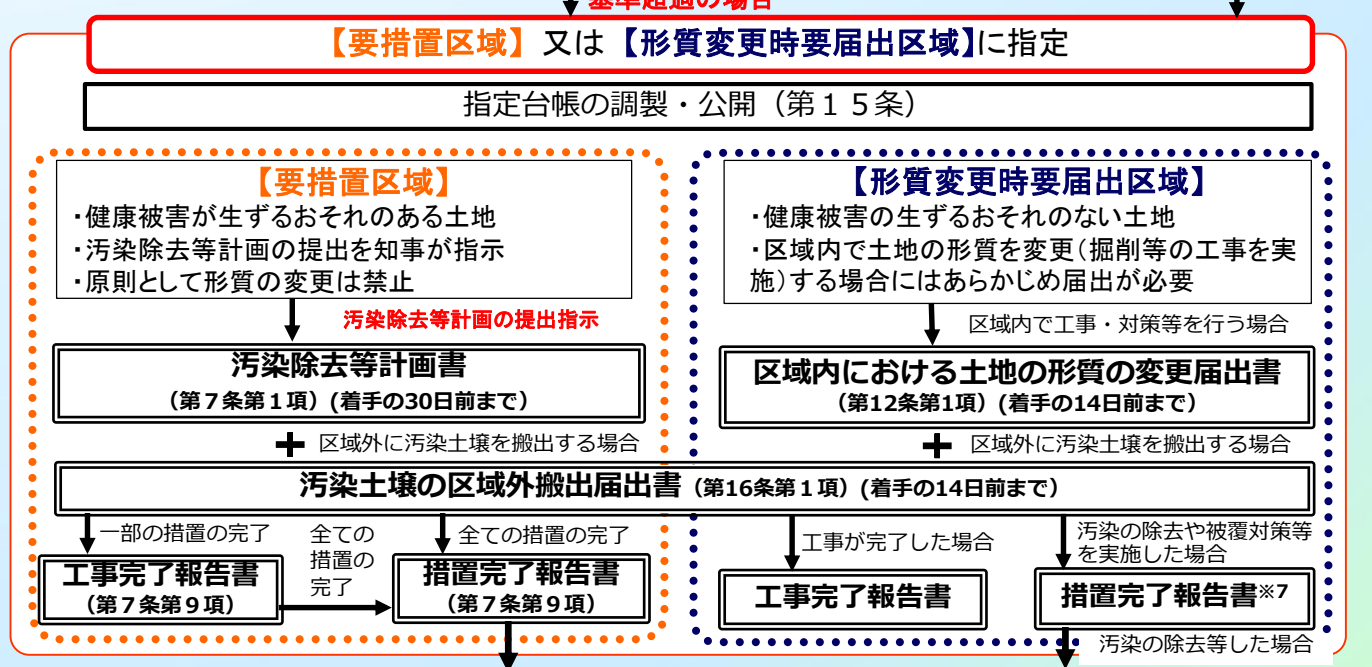 基準超過の場合
【要措置区域】又は【形質変更時要届出区域】に指定
指定台帳の調製・公開（第１５条）
【要措置区域】
・健康被害が生ずるおそれのある土地
・汚染除去等計画の提出を知事が指示
・原則として形質の変更は禁止
汚染除去等計画の提出指示
汚染除去等計画書
（第７条第１項）(着手の30日前まで）
＋ 区域外に汚染土壌を搬出する場合
【形質変更時要届出区域】
・健康被害の生ずるおそれのない土地
・区域内で土地の形質を変更（掘削等の工事を実
施）する場合にはあらかじめ届出が必要
区域内で工事・対策等を行う場合
区域内における土地の形質の変更届出書
（第12条第1項）(着手の14日前まで）
＋ 区域外に汚染土壌を搬出する場合
汚染土壌の区域外搬出届出書（第16条第１項）(着手の14日前まで）
一部の措置の完了
全ての
措置の
完了
全ての措置の完了
工事完了報告書
（第７条第９項）
措置完了報告書
（第７条第９項）
工事が完了した場合
汚染の除去や被覆対策等
を実施した場合
工事完了報告書
措置完了報告書※7
汚染の除去等した場合